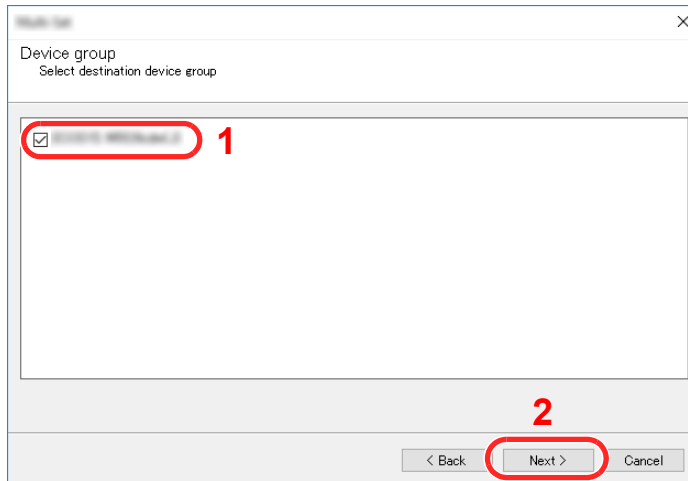 Device group
Select destination device group
1
2
< Back
Next >
Cancel